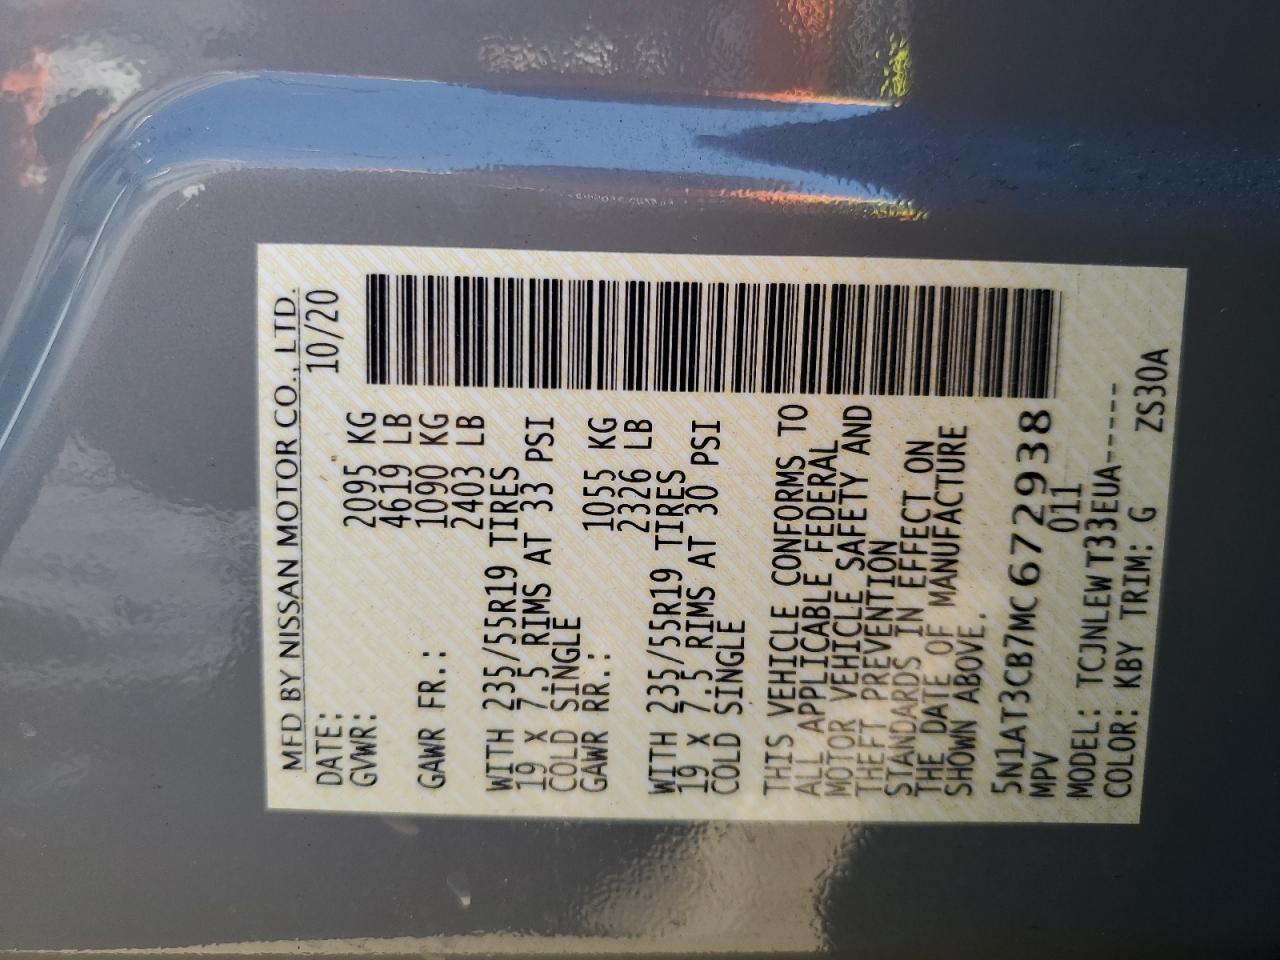 MFD BY NISSAN MOTOR CO., LTD.
DATE: 10/20
GVWR: 2095 KG
4619 LB
GAWR FR.: 1090 KG
2403 LB
WITH 235/55R19 TIRES
19 x 7.5 RIMS AT 33 PSI
COLD SINGLE
GAWR RR.: 1055 KG
2326 LB
WITH 235/55R19 TIRES
19 x 7.5 RIMS AT 30 PSI
COLD SINGLE
THIS VEHICLE CONFORMS TO
ALL APPLICABLE FEDERAL
MOTOR VEHICLE SAFETY AND
THEFT PREVENTION
STANDARDS IN EFFECT ON
THE DATE OF MANUFACTURE
SHOWN ABOVE.
5N1AT3CB7MC672938
MPV 011
MODEL: TCJNLEWT33EUA-----
COLOR: KBY TRIM: G ZS30A